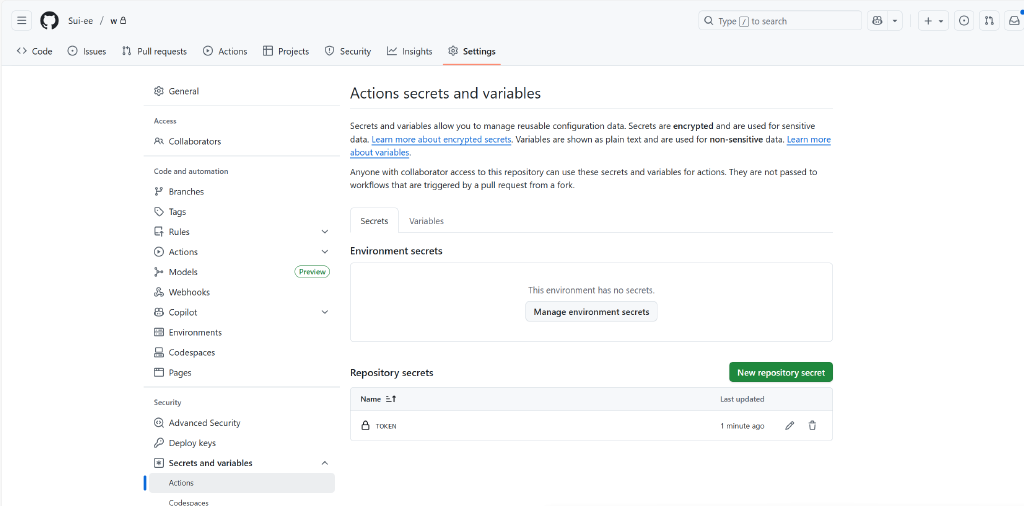 Sui-ee / w
Type / to search
Code
Issues
Pull requests
Actions
Projects
Security
Insights
Settings
General
Access
Collaborators
Code and automation
Branches
Tags
Rules
Actions
Models Preview
Webhooks
Copilot
Environments
Codespaces
Pages
Security
Advanced Security
Deploy keys
Secrets and variables
Actions
Codespaces
Actions secrets and variables
Secrets and variables allow you to manage reusable configuration data. Secrets are encrypted and are used for sensitive
data. Learn more about encrypted secrets. Variables are shown as plain text and are used for non-sensitive data. Learn more
about variables.
Anyone with collaborator access to this repository can use these secrets and variables for actions. They are not passed to
workflows that are triggered by a pull request from a fork.
Secrets Variables
Environment secrets
This environment has no secrets.
Manage environment secrets
Repository secrets
New repository secret
Name Last updated
TOKEN 1 minute ago